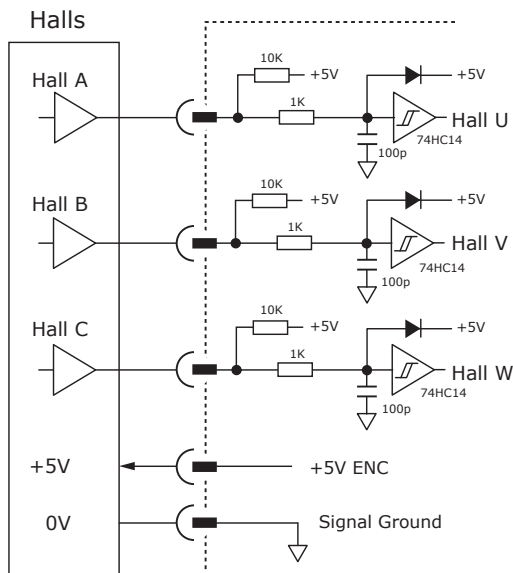 Halls
Hall A
10K
+5V
+5V
1K
Hall U
100p
74HC14
Hall B
10K
+5V
+5V
1K
Hall V
100p
74HC14
Hall C
10K
+5V
+5V
1K
Hall W
100p
74HC14
+5V
+5V ENC
0V
Signal Ground